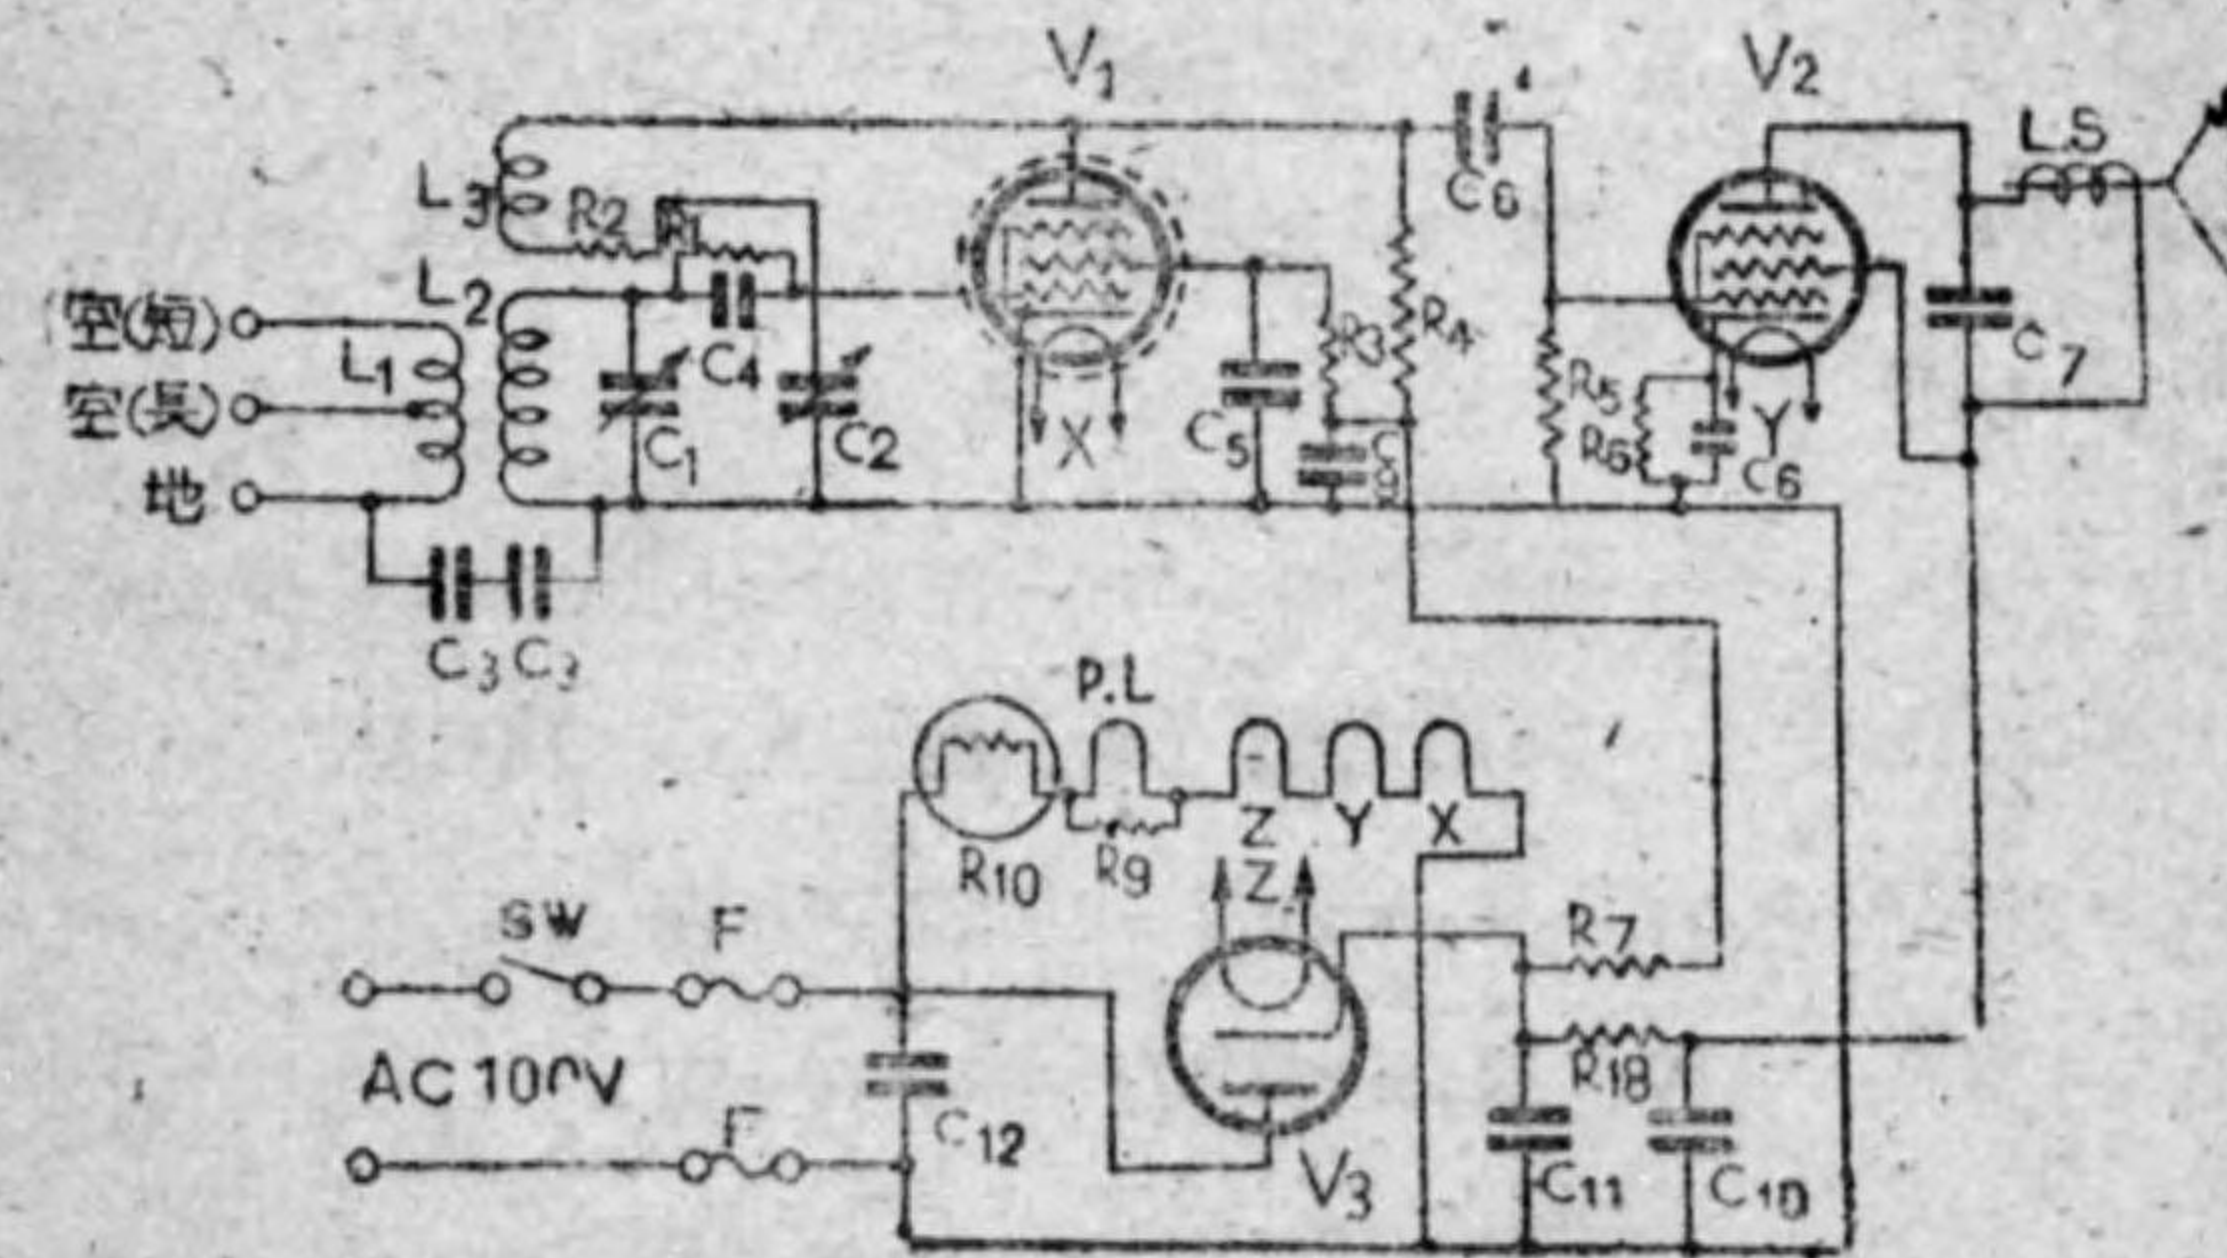 V1
V2
LS
C6
L3
R2
R1
L2
空(短)
L1
C4
R3
R4
C7
空(長)
R5
C1
C2
X
C5
C8
R6
Y
C6
地
C3
C3
P.L
Z
Y
X
R10
R9
Z
SW
F
R7
AC 100V
R18
F
C12
V3
C11
C10